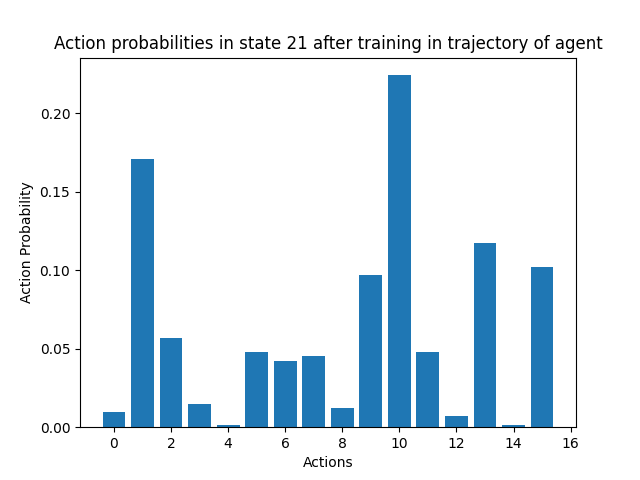 Action probabilities in state 21 after training in trajectory of agent
Action Probability
0.20
0.15
0.10
0.05
0.00
0 2 4 6 8 10 12 14 16
Actions